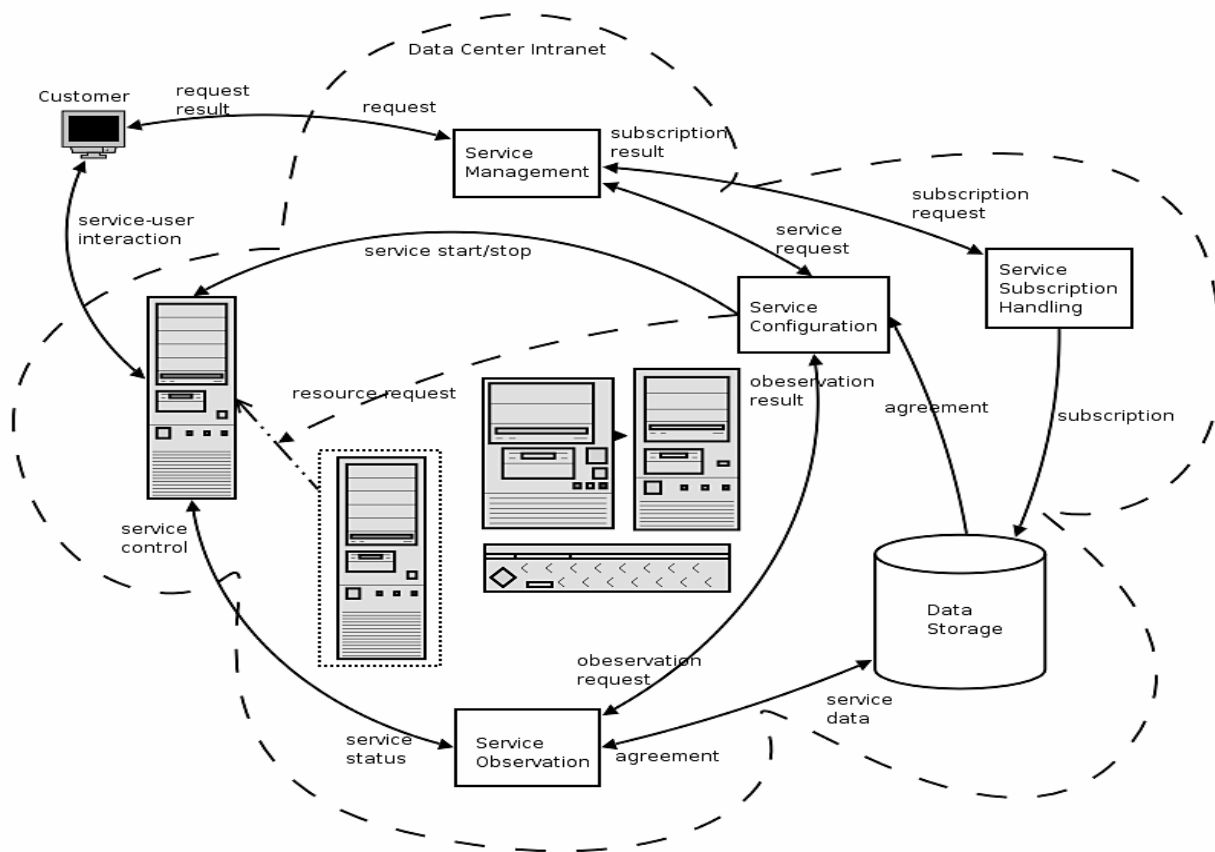 Data Center Intranet
Customer
request
result
request
subscription
result
Service
Management
subscription
request
service-user
interaction
service start/stop
service
request
Service
Subscription
Handling
Service
Configuration
resource request
obeservation
result
agreement
subscription
service
control
Data
Storage
obeservation
request
service
data
service
status
Service
Observation
agreement